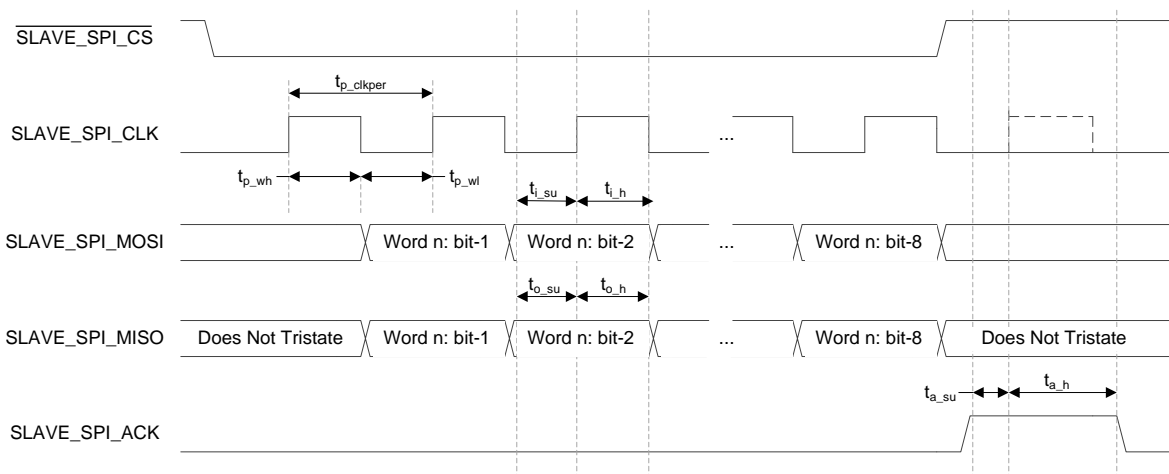 SLAVE_SPI_CS
t_p_clkper
SLAVE_SPI_CLK
...
t_p_wh
t_p_wl
t_i_su
t_i_h
SLAVE_SPI_MOSI
Word n: bit-1
Word n: bit-2
...
Word n: bit-8
t_o_su
t_o_h
SLAVE_SPI_MISO
Does Not Tristate
Word n: bit-1
Word n: bit-2
...
Word n: bit-8
Does Not Tristate
t_a_su
t_a_h
SLAVE_SPI_ACK